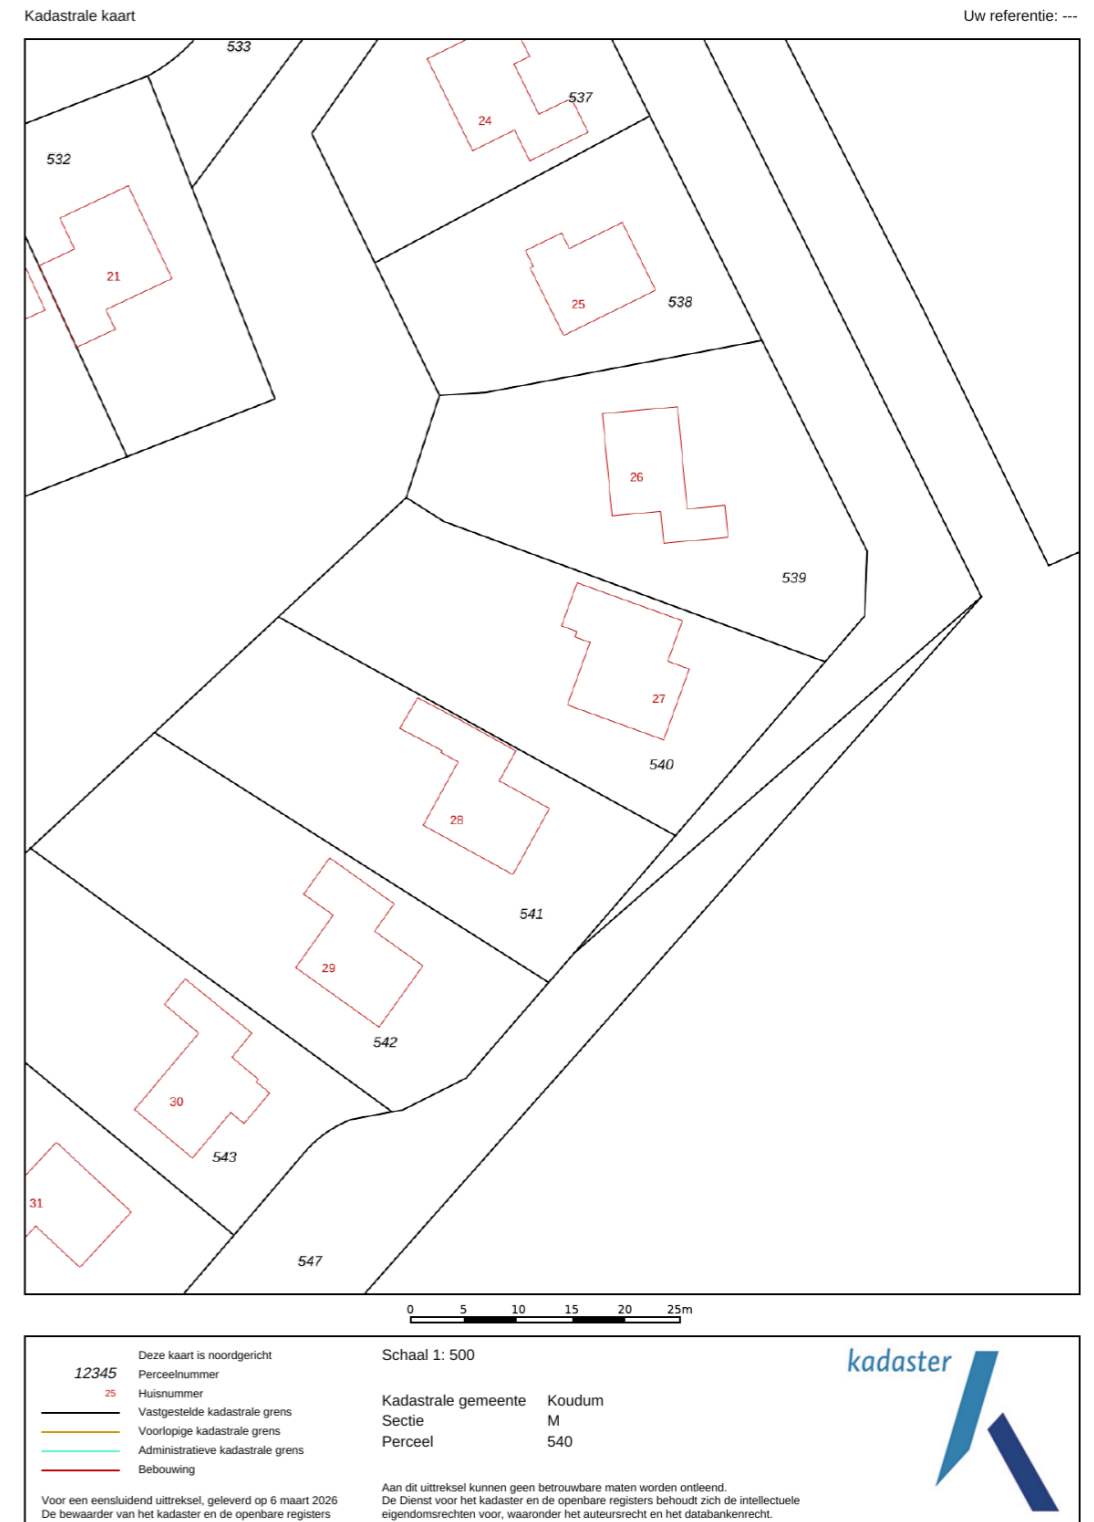 Kadastrale kaart
Uw referentie: ---
533
537
24
532
21
25
538
26
539
27
540
28
541
29
542
30
543
31
547
0 5 10 15 20 25m
Deze kaart is noordgericht
12345 Perceelnummer
25 Huisnummer
Vastgestelde kadastrale grens
Voorlopige kadastrale grens
Administratieve kadastrale grens
Bebouwing
Voor een eensluidend uittreksel, geleverd op 6 maart 2026
De bewaarder van het kadaster en de openbare registers
Schaal 1: 500
Kadastrale gemeente Koudum
Sectie M
Perceel 540
Aan dit uittreksel kunnen geen betrouwbare maten worden ontleend.
De Dienst voor het kadaster en de openbare registers behoudt zich de intellectuele
eigendomsrechten voor, waaronder het auteursrecht en het databankenrecht.
kadaster